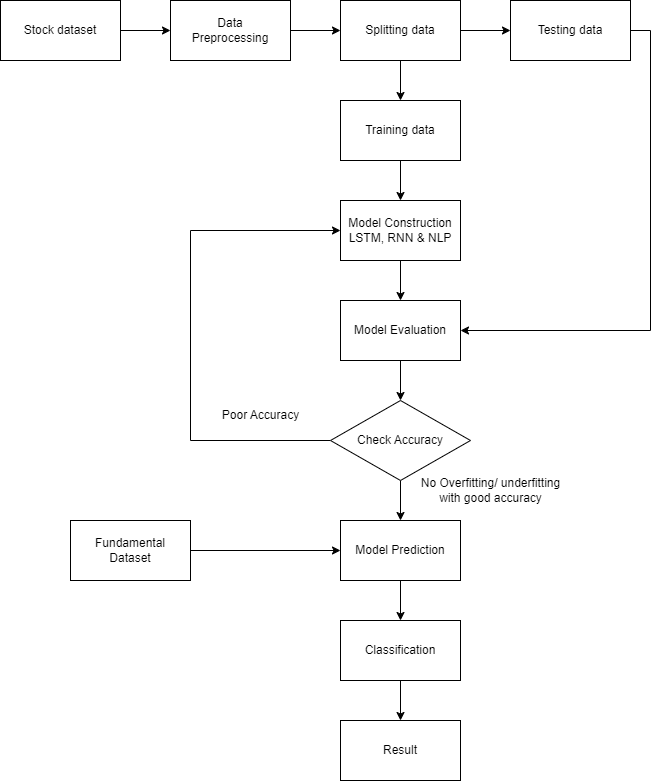 Stock dataset
Data
Preprocessing
Splitting data
Testing data
Training data
Model Construction
LSTM, RNN & NLP
Model Evaluation
Poor Accuracy
Check Accuracy
No Overfitting/ underfitting
with good accuracy
Fundamental
Dataset
Model Prediction
Classification
Result